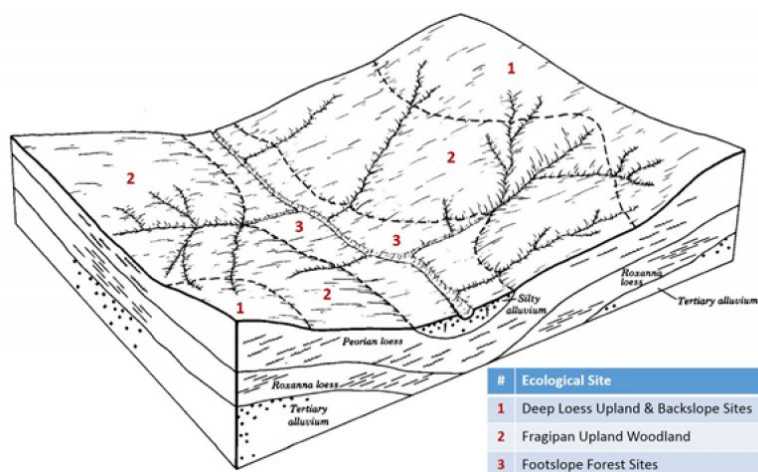 1
2
2
3
3
2
1
Silty
alluvium
Roxanna
loess
Tertiary alluvium
Peorian loess
Roxanna loess
Tertiary
alluvium
# Ecological Site
1 Deep Loess Upland & Backslope Sites
2 Fragipan Upland Woodland
3 Footslope Forest Sites